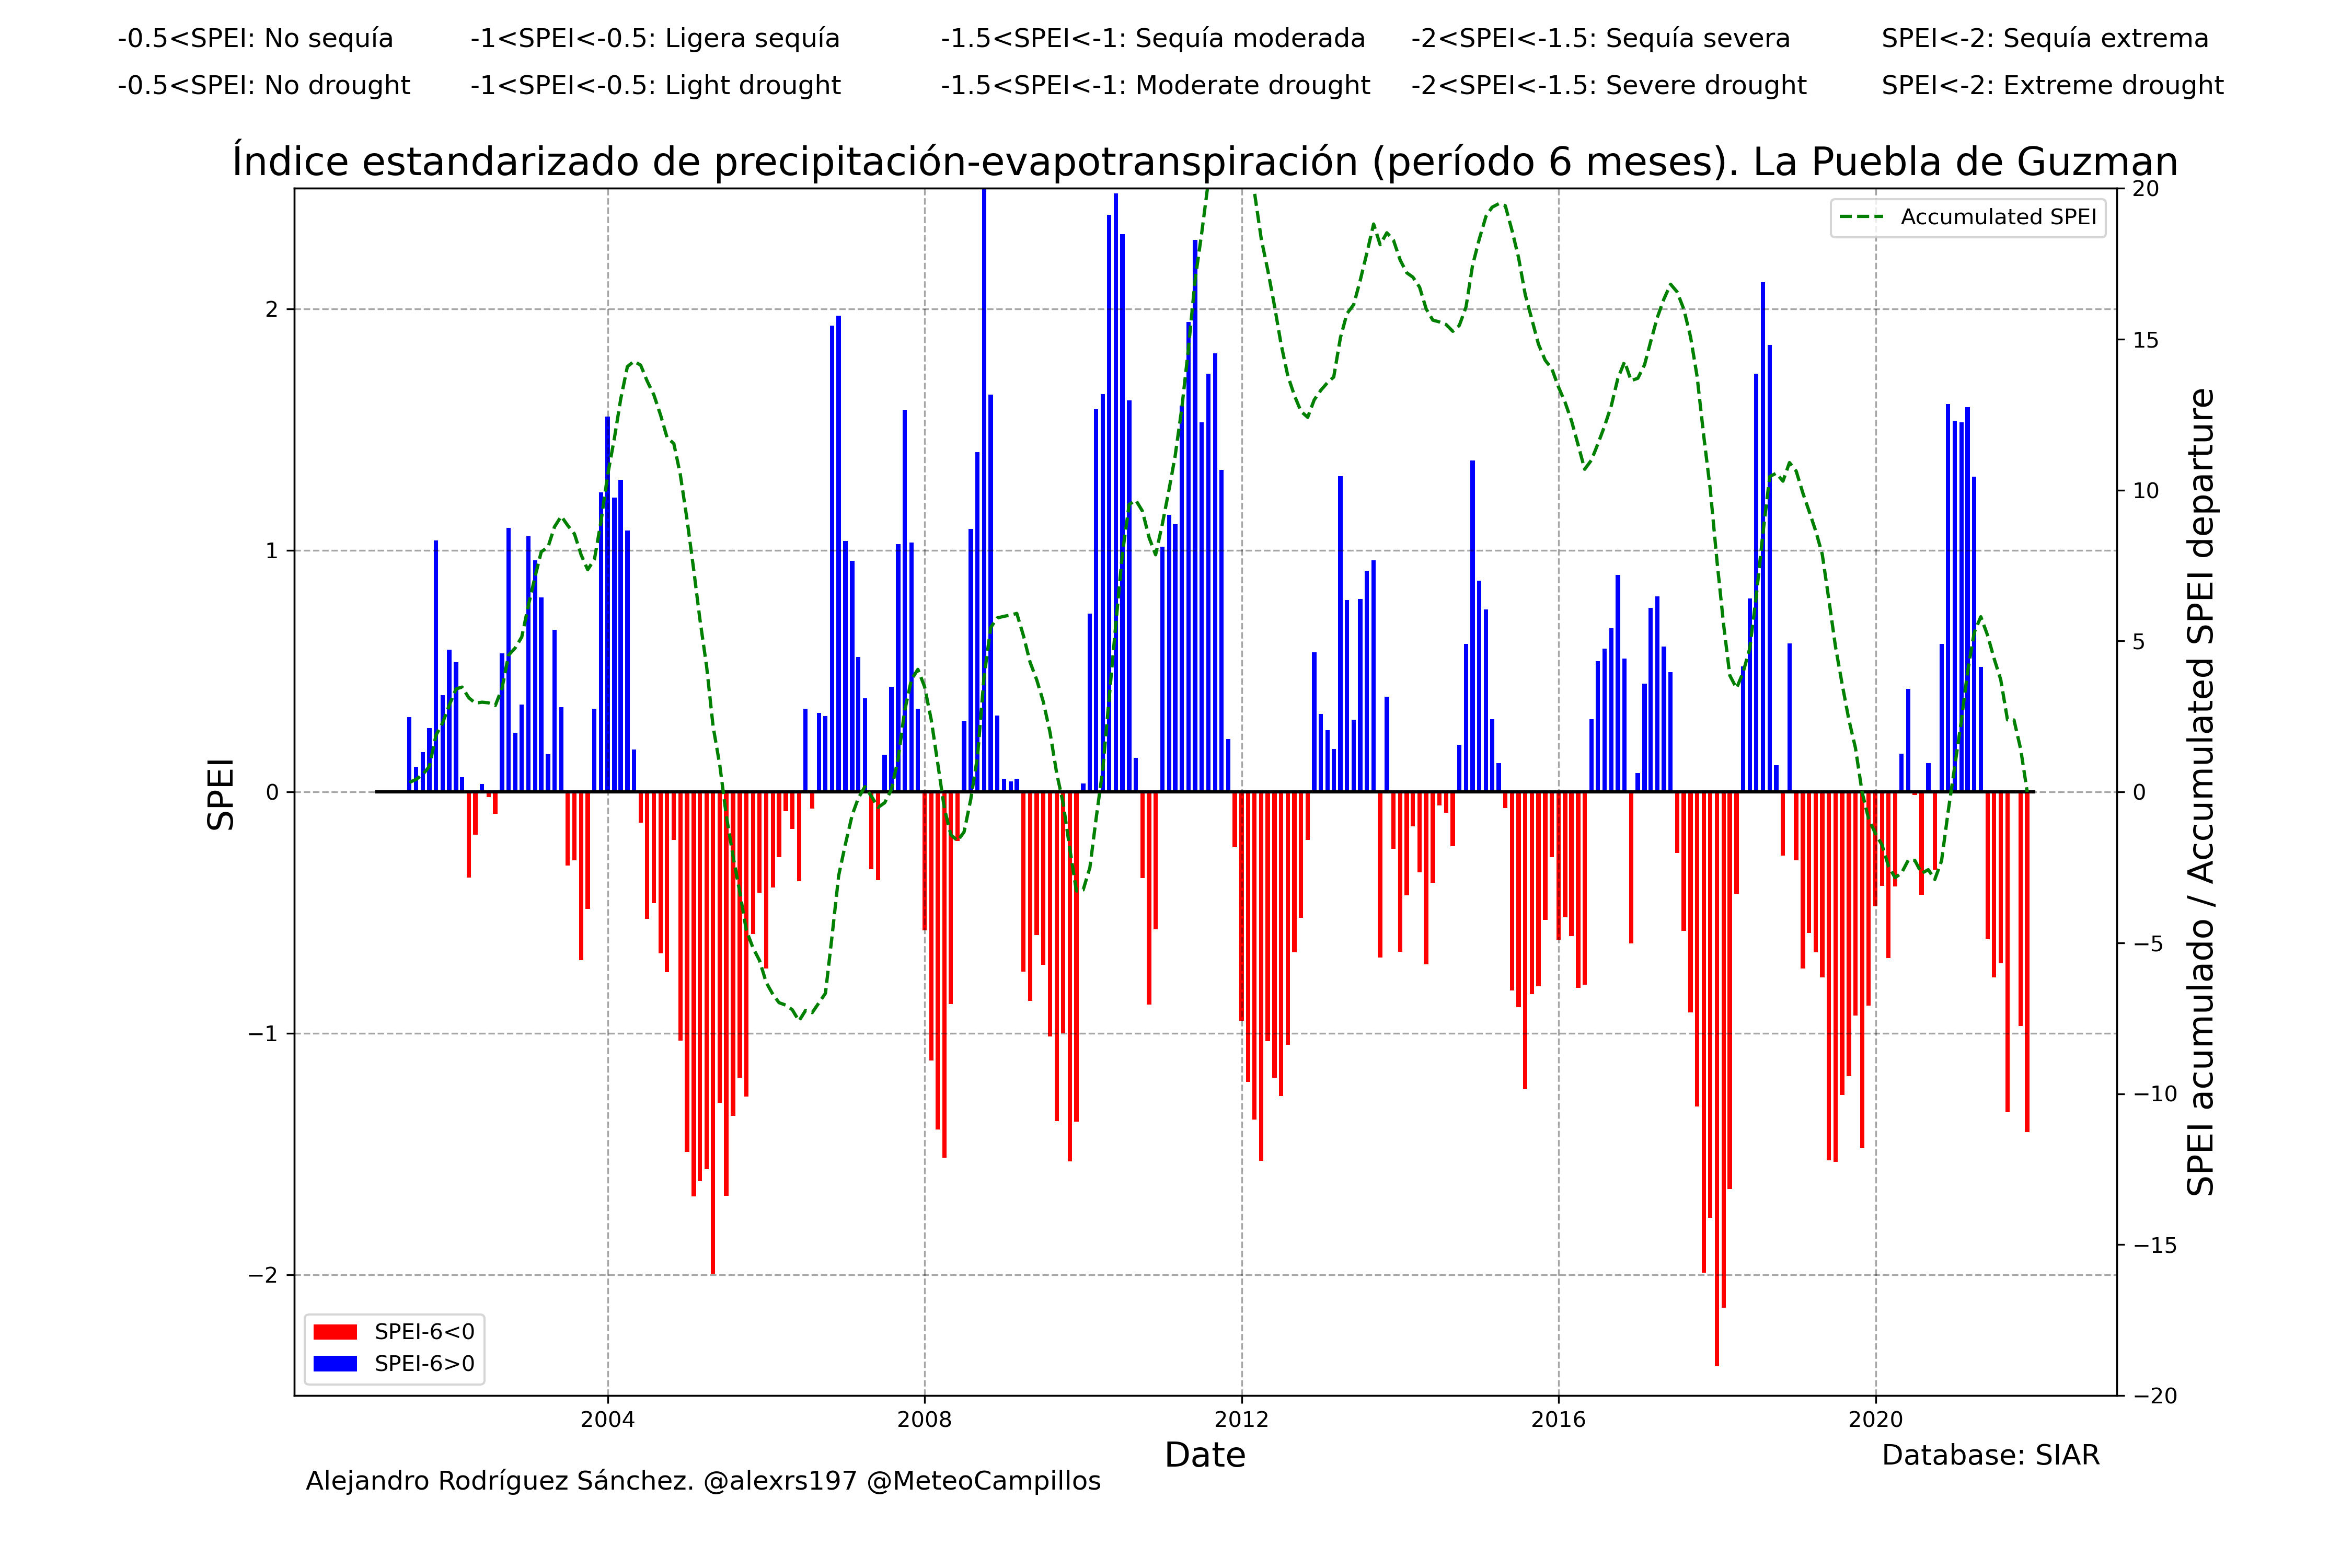 -0.5<SPEI: No sequía -1<SPEI<-0.5: Ligera sequía -1.5<SPEI<-1: Sequía moderada -2<SPEI<-1.5: Sequía severa SPEI<-2: Sequía extrema
-0.5<SPEI: No drought -1<SPEI<-0.5: Light drought -1.5<SPEI<-1: Moderate drought -2<SPEI<-1.5: Severe drought SPEI<-2: Extreme drought
Índice estandarizado de precipitación-evapotranspiración (período 6 meses). La Puebla de Guzman
Accumulated SPEI
SPEI
2
1
0
−1
−2
20
15
10
5
0
−5
−10
−15
−20
SPEI acumulado / Accumulated SPEI departure
SPEI-6<0
SPEI-6>0
2004 2008 2012 2016 2020
Date
Database: SIAR
Alejandro Rodríguez Sánchez. @alexrs197 @MeteoCampillos